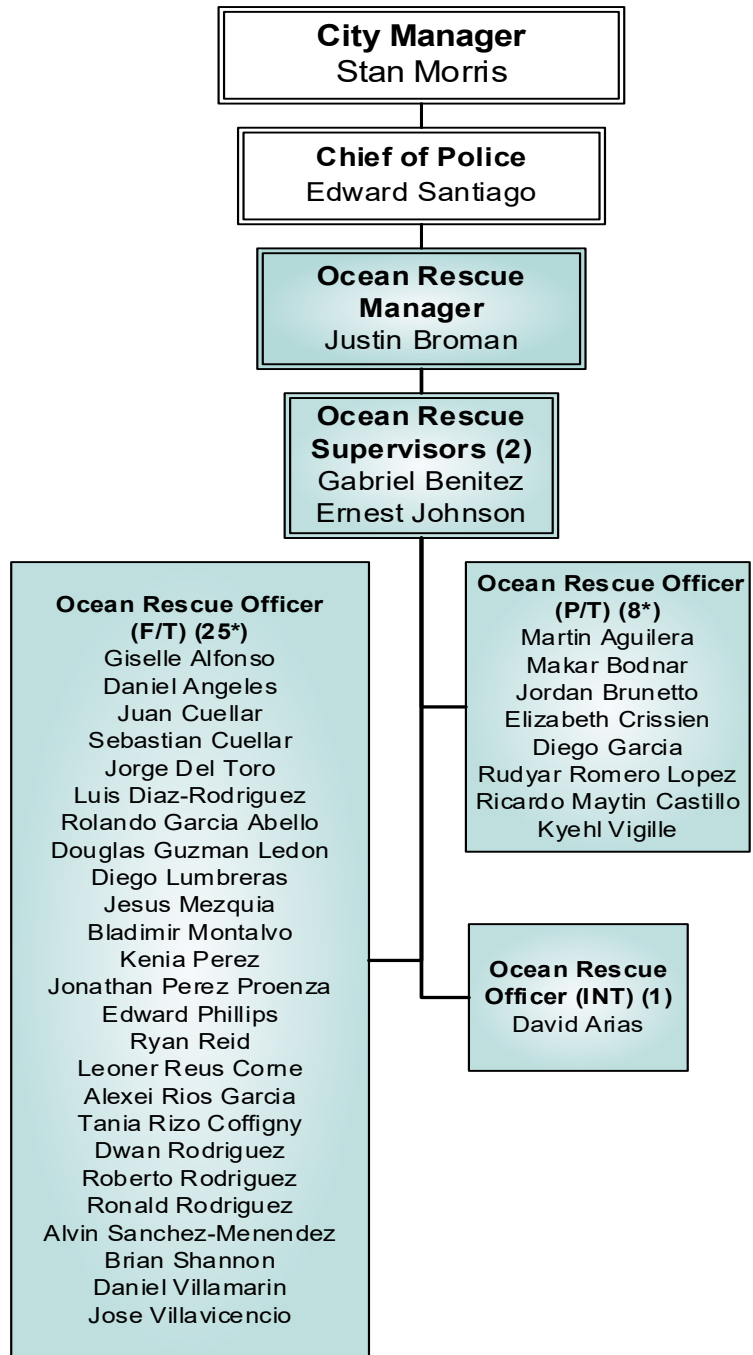 City Manager
Stan Morris
Chief of Police
Edward Santiago
Ocean Rescue
Manager
Justin Broman
Ocean Rescue
Supervisors (2)
Gabriel Benitez
Ernest Johnson
Ocean Rescue Officer
(F/T) (25*)
Giselle Alfonso
Daniel Angeles
Juan Cuellar
Sebastian Cuellar
Jorge Del Toro
Luis Diaz-Rodriguez
Rolando Garcia Abello
Douglas Guzman Ledon
Diego Lumbreras
Jesus Mezquia
Bladimir Montalvo
Kenia Perez
Jonathan Perez Proenza
Edward Phillips
Ryan Reid
Leoner Reus Corne
Alexei Rios Garcia
Tania Rizo Coffigny
Dwan Rodriguez
Roberto Rodriguez
Ronald Rodriguez
Alvin Sanchez-Menendez
Brian Shannon
Daniel Villamarin
Jose Villavicencio
Ocean Rescue Officer
(P/T) (8*)
Martin Aguilera
Makar Bodnar
Jordan Brunetto
Elizabeth Crissien
Diego Garcia
Rudyar Romero Lopez
Ricardo Maytin Castillo
Kyehl Vigille
Ocean Rescue
Officer (INT) (1)
David Arias